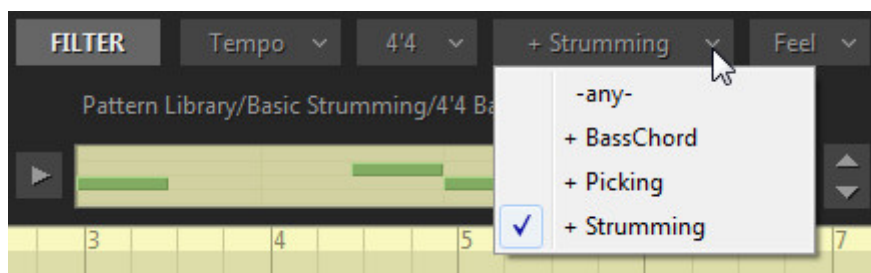 FILTER Tempo 4'4 + Strumming Feel
-any-
Pattern Library/Basic Strumming/4'4 Ba
+ BassChord
+ Picking
+ Strumming
3 4 5 7